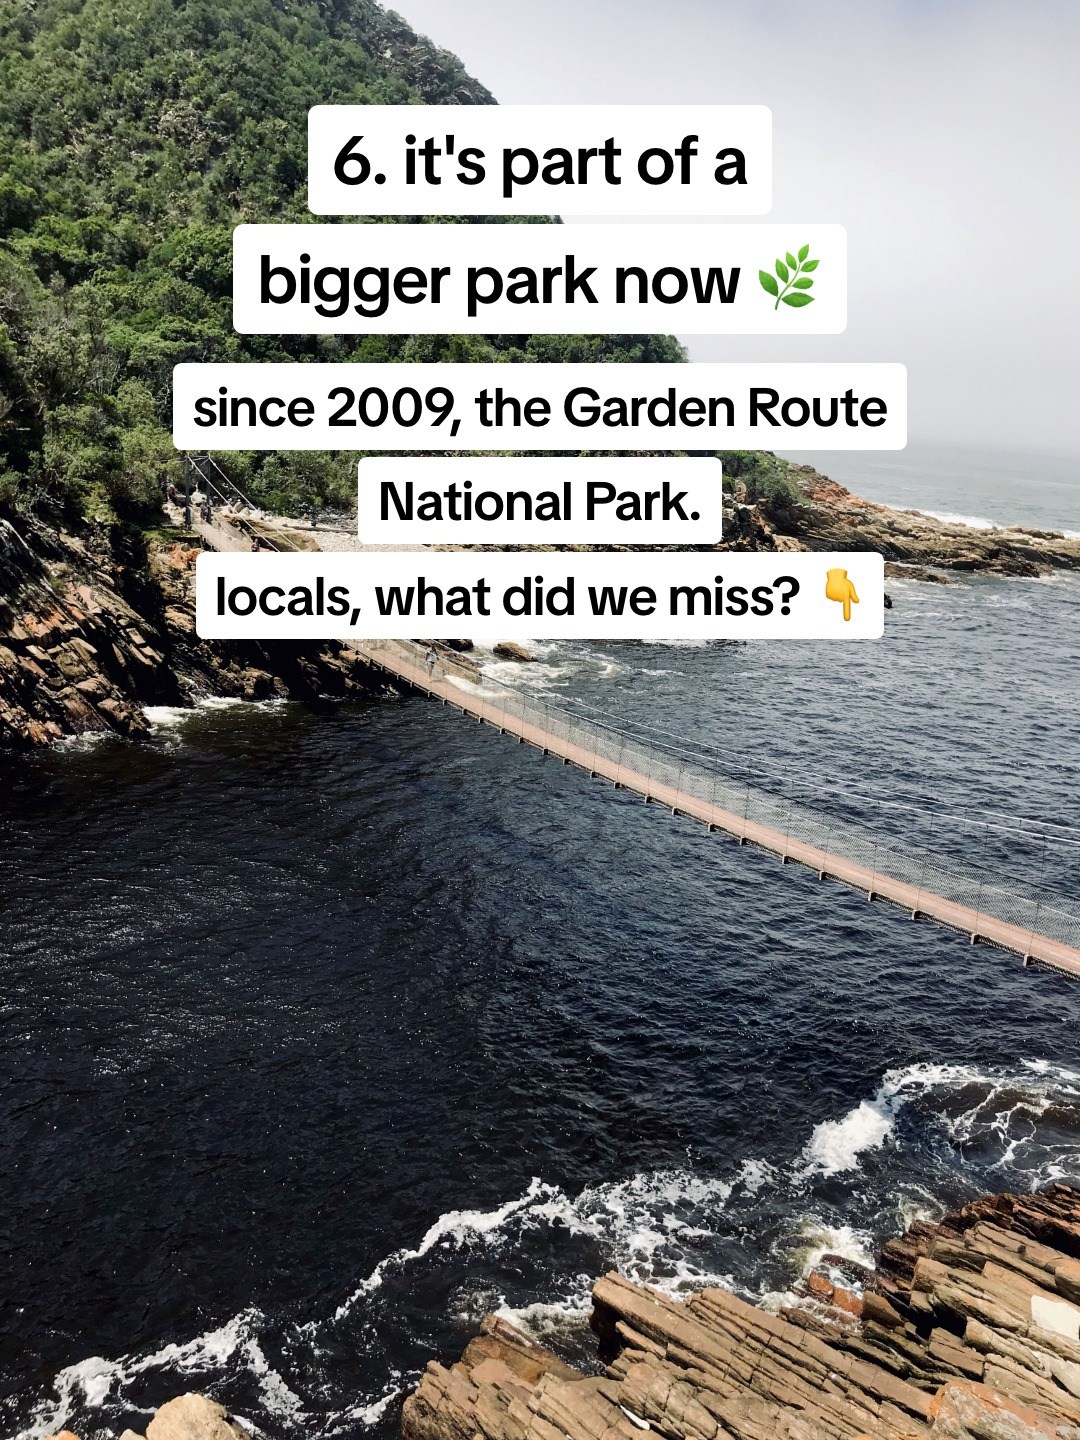 6. it's part of a
bigger park now 🌿
since 2009, the Garden Route
National Park.
locals, what did we miss? 👇